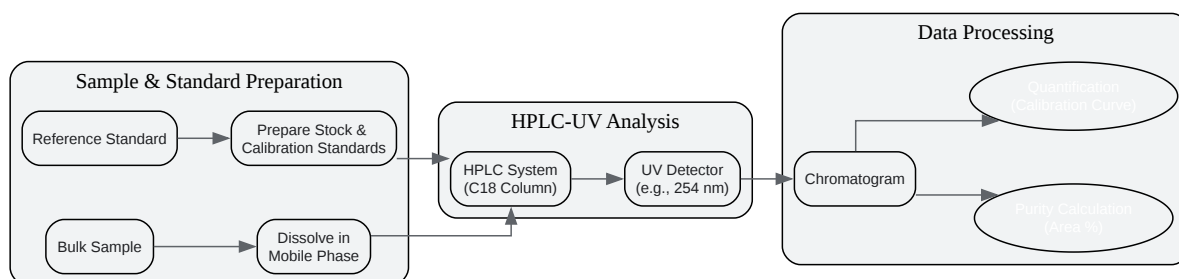 Sample & Standard Preparation
Reference Standard
Prepare Stock &
Calibration Standards
Bulk Sample
Dissolve in
Mobile Phase
HPLC-UV Analysis
HPLC System
(C18 Column)
UV Detector
(e.g., 254 nm)
Data Processing
Chromatogram
Quantification
(Calibration Curve)
Purity Calculation
(Area %)